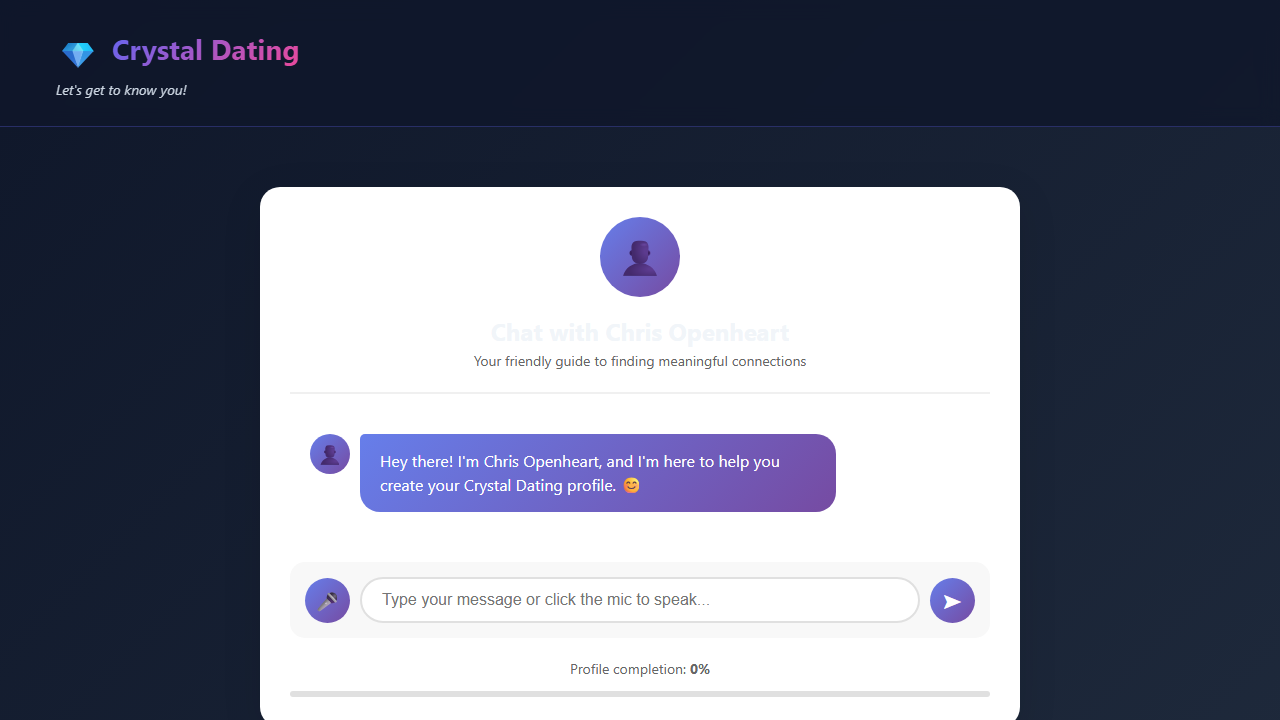 Crystal Dating
Let's get to know you!
Chat with Chris Openheart
Your friendly guide to finding meaningful connections
Hey there! I'm Chris Openheart, and I'm here to help you
create your Crystal Dating profile. 😊
Type your message or click the mic to speak...
Profile completion: 0%